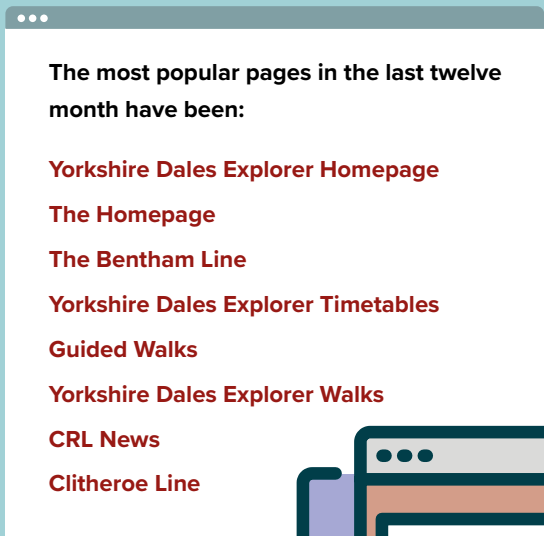 The most popular pages in the last twelve
month have been:
Yorkshire Dales Explorer Homepage
The Homepage
The Bentham Line
Yorkshire Dales Explorer Timetables
Guided Walks
Yorkshire Dales Explorer Walks
CRL News
Clitheroe Line